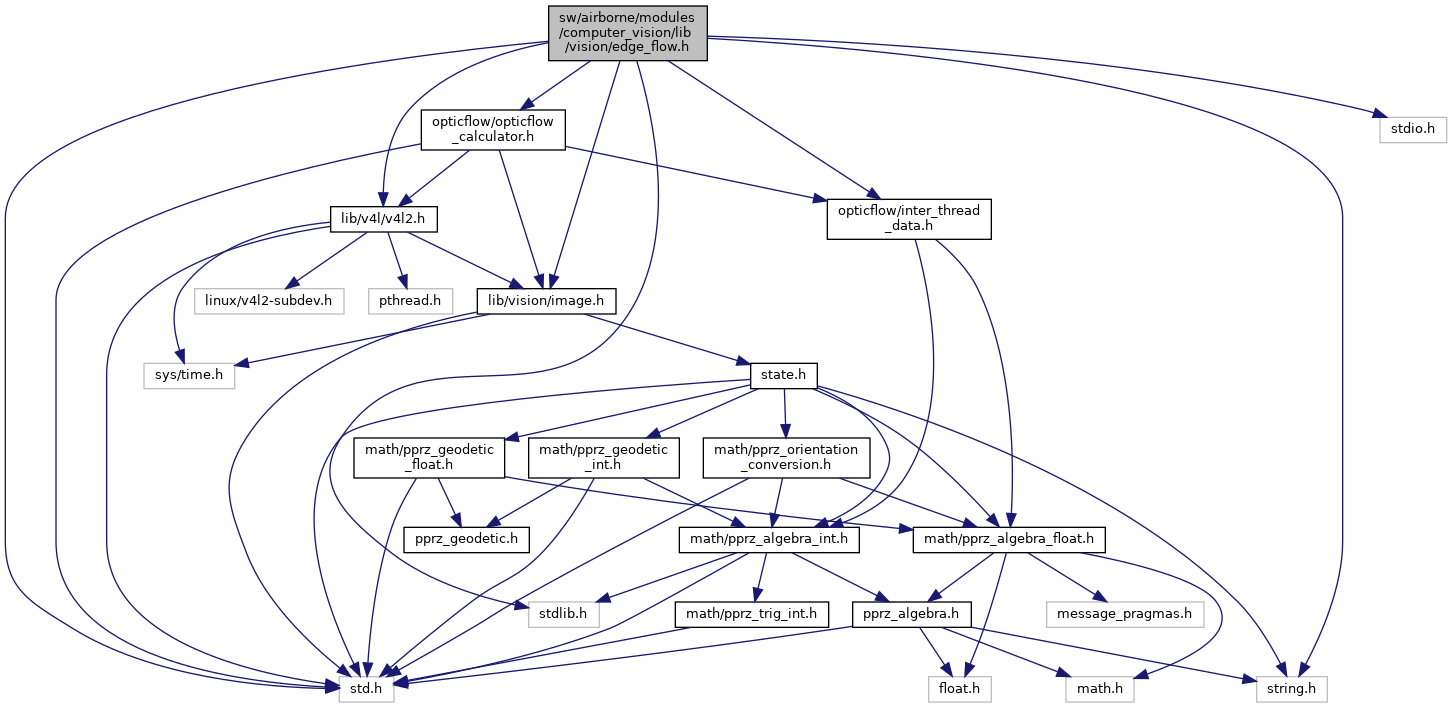 sw/airborne/modules
/computer_vision/lib
/vision/edge_flow.h
opticflow/opticflow
_calculator.h
stdio.h
lib/v4l/v4l2.h
opticflow/inter_thread
_data.h
linux/v4l2-subdev.h
pthread.h
lib/vision/image.h
sys/time.h
state.h
math/pprz_geodetic
_float.h
math/pprz_geodetic
_int.h
math/pprz_orientation
_conversion.h
pprz_geodetic.h
math/pprz_algebra_int.h
math/pprz_algebra_float.h
stdlib.h
math/pprz_trig_int.h
pprz_algebra.h
message_pragmas.h
std.h
float.h
math.h
string.h